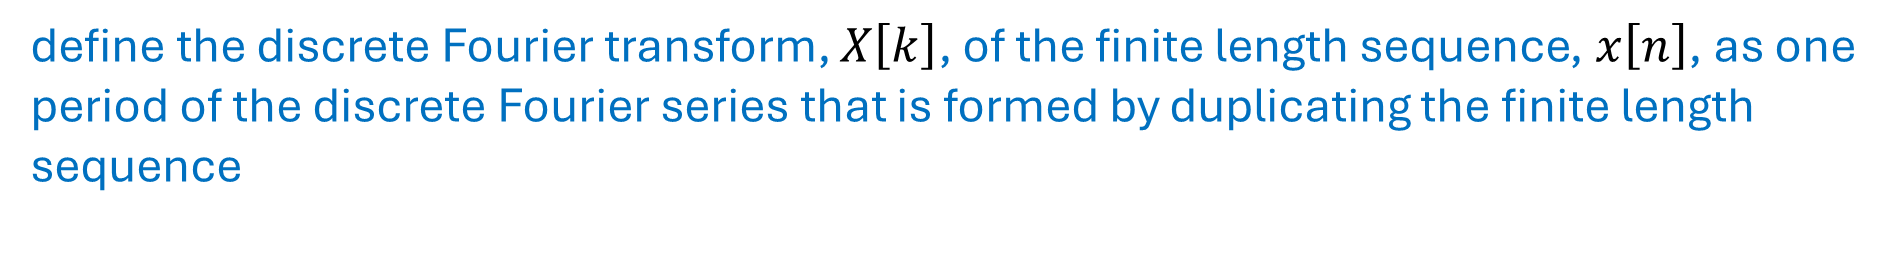 define the discrete Fourier transform, X[k], of the finite length sequence, x[n], as one
period of the discrete Fourier series that is formed by duplicating the finite length
sequence